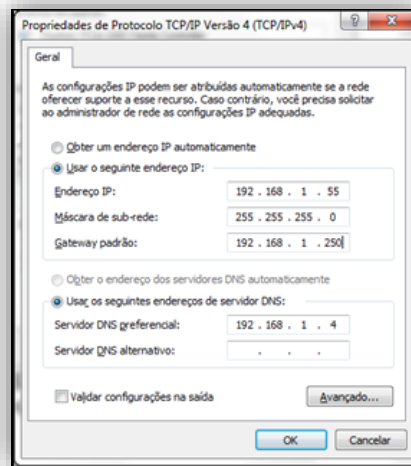 Propriedades de Protocolo TCP/IP Versão 4 (TCP/IPv4)
Geral
As configurações IP podem ser atribuídas automaticamente se a rede
oferecer suporte a esse recurso. Caso contrário, você precisa solicitar
ao administrador de rede as configurações IP adequadas.
Obter um endereço IP automaticamente
Usar o seguinte endereço IP:
Endereço IP: 192 . 168 . 1 . 55
Máscara de sub-rede: 255 . 255 . 255 . 0
Gateway padrão: 192 . 168 . 1 . 250
Obter o endereço dos servidores DNS automaticamente
Usar os seguintes endereços de servidor DNS:
Servidor DNS preferencial: 192 . 168 . 1 . 4
Servidor DNS alternativo: . . .
Validar configurações na saída
Avançado...
OK Cancelar